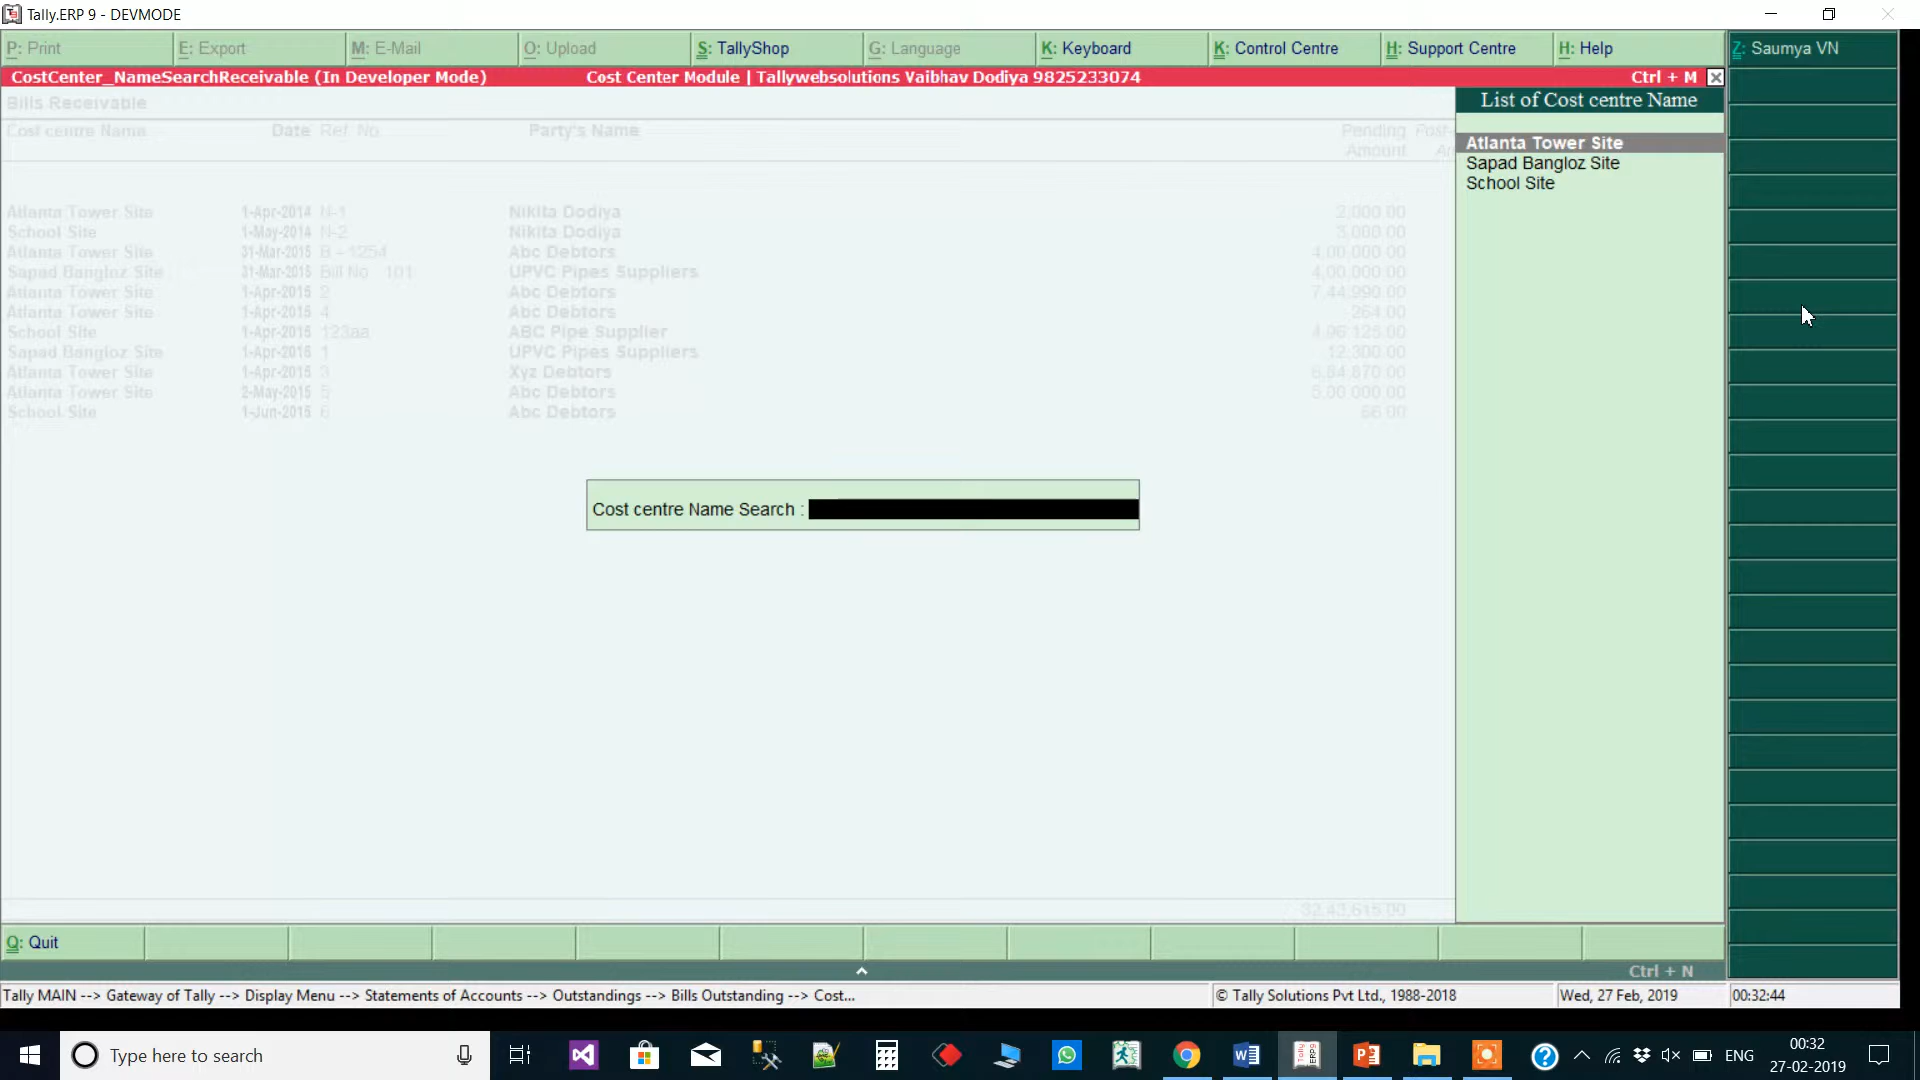 Tally.ERP 9 - DEVMODE
P: Print E: Export M: E-Mail O: Upload S: TallyShop G: Language K: Keyboard K: Control Centre H: Support Centre H: Help Z: Saumya VN
CostCenter_NameSearchReceivable (In Developer Mode) Cost Center Module | Tallywebsolutions Vaibhav Dodiya 9825233074 Ctrl + M
Bills Receivable
List of Cost centre Name
Cost centre Name Date Ref. No. Party's Name Pending
Amount
Atlanta Tower Site
Sapad Bangloz Site
School Site
Atlanta Tower Site 1-Apr-2014 N-1 Nikita Dodiya 2,000.00
School Site 1-May-2014 N-2 Nikita Dodiya 3,000.00
Atlanta Tower Site 31-Mar-2015 B - 1254 Abc Debtors 4,00,000.00
Sapad Bangloz Site 31-Mar-2015 Bill No 101 UPVC Pipes Suppliers 4,00,000.00
Atlanta Tower Site 1-Apr-2015 2 Abc Debtors 7,44,990.00
Atlanta Tower Site 1-Apr-2015 4 Abc Debtors 264.00
School Site 1-Apr-2015 123aa ABC Pipe Supplier 4,96,125.00
Sapad Bangloz Site 1-Apr-2015 1 UPVC Pipes Suppliers 12,300.00
Atlanta Tower Site 1-Apr-2015 3 Xyz Debtors 6,84,870.00
Atlanta Tower Site 2-May-2015 5 Abc Debtors 5,00,000.00
School Site 1-Jun-2015 6 Abc Debtors 66.00
Cost centre Name Search :
32,43,615.00
Q: Quit
Ctrl + N
Tally MAIN --> Gateway of Tally --> Display Menu --> Statements of Accounts --> Outstandings --> Bills Outstanding --> Cost... © Tally Solutions Pvt Ltd., 1988-2018 Wed, 27 Feb, 2019 00:32:44
Type here to search ENG 00:32
27-02-2019